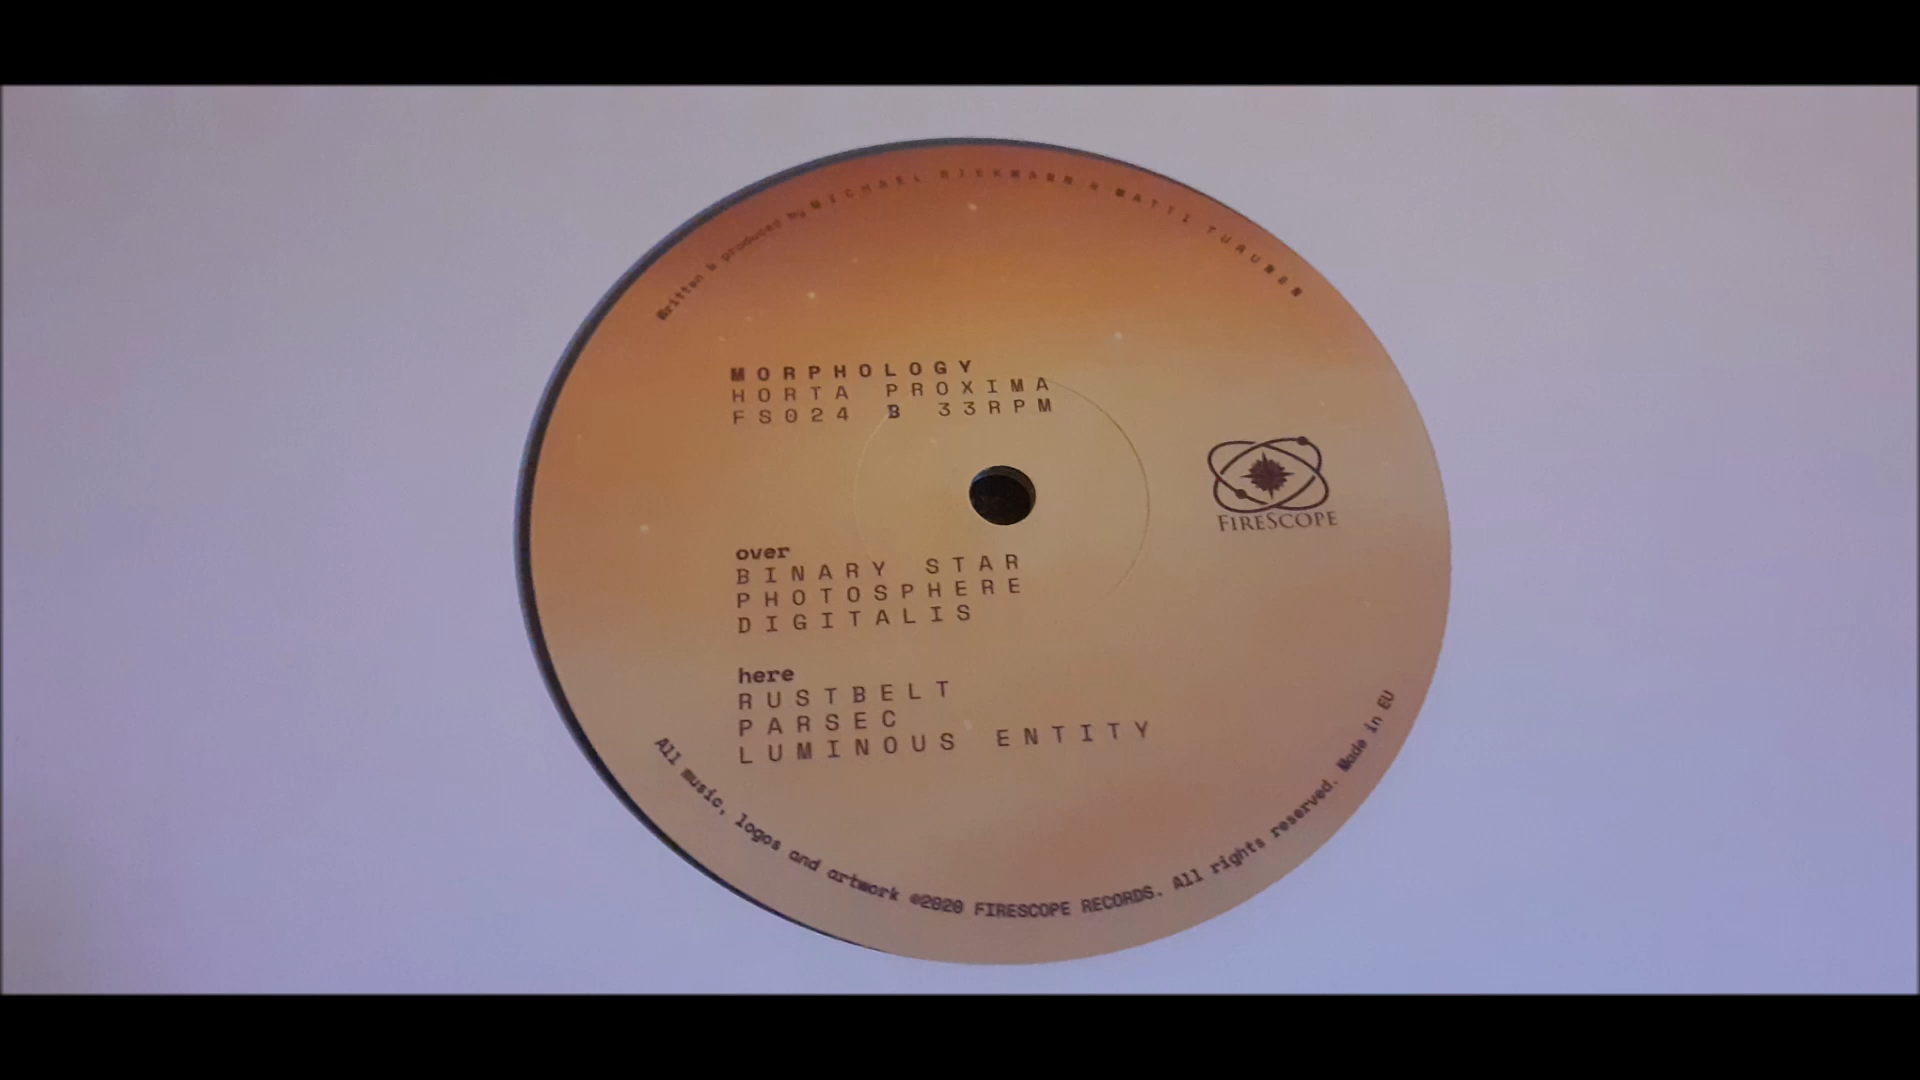 Written & produced by MICHAEL DIEKMANN & MATTI TURUNEN
MORPHOLOGY
HORTA PROXIMA
FS024 B 33RPM
FIRESCOPE
over
BINARY STAR
PHOTOSPHERE
DIGITALIS
here
RUSTBELT
PARSEC
LUMINOUS ENTITY
All music, logos and artwork ©2020 FIRESCOPE RECORDS. All rights reserved. Made in EU